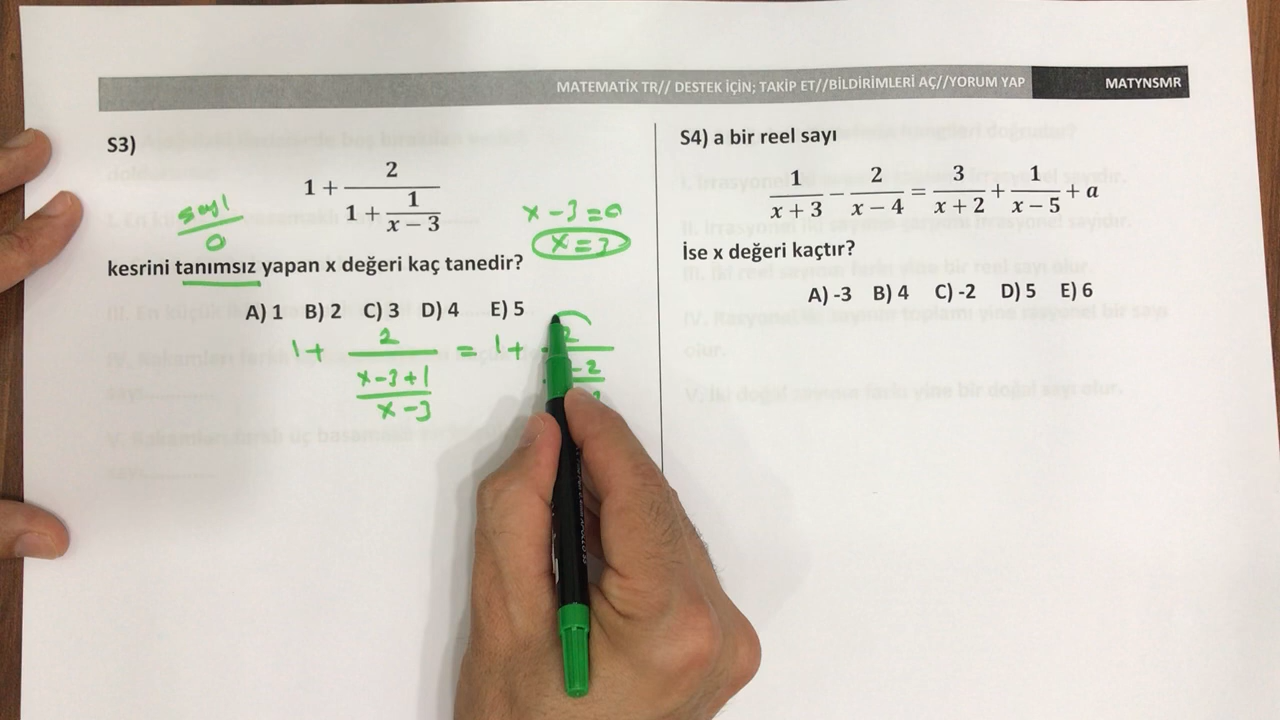 MATEMATİX TR// DESTEK İÇİN; TAKİP ET//BİLDİRİMLERİ AÇ//YORUM YAP
MATYNSMR
S3)
1 + 2 / (1 + 1 / (x − 3))
sayı / 0
x − 3 = 0
x = 3
kesrini tanımsız yapan x değeri kaç tanedir?
A) 1 B) 2 C) 3 D) 4 E) 5
1 + 2 / ((x − 3 + 1) / (x − 3)) = 1 + 2 / −2
S4) a bir reel sayı
1 / (x + 3) − 2 / (x − 4) = 3 / (x + 2) + 1 / (x − 5) + a
İse x değeri kaçtır?
A) -3 B) 4 C) -2 D) 5 E) 6